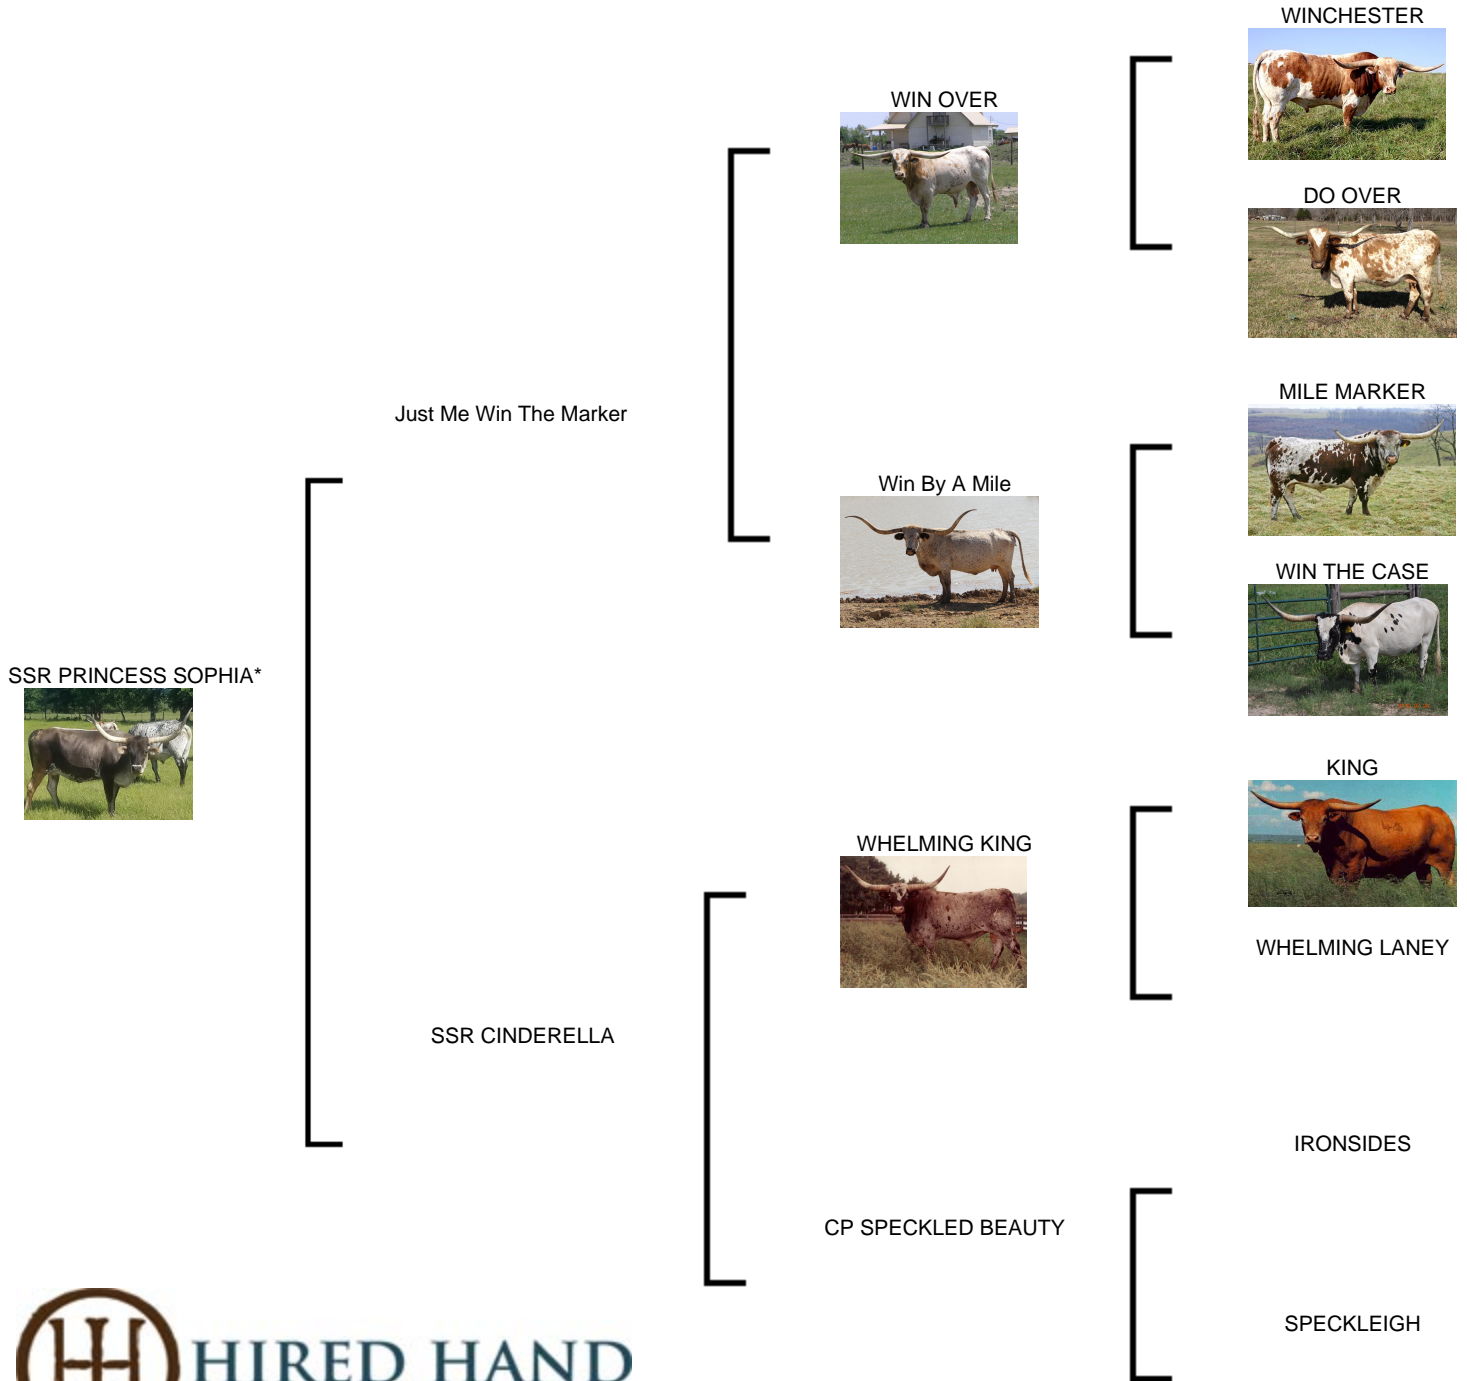 WINCHESTER
WIN OVER
DO OVER
Just Me Win The Marker
MILE MARKER
Win By A Mile
WIN THE CASE
SSR PRINCESS SOPHIA*
KING
WHELMING KING
WHELMING LANEY
SSR CINDERELLA
IRONSIDES
CP SPECKLED BEAUTY
SPECKLEIGH
HIRED HAND